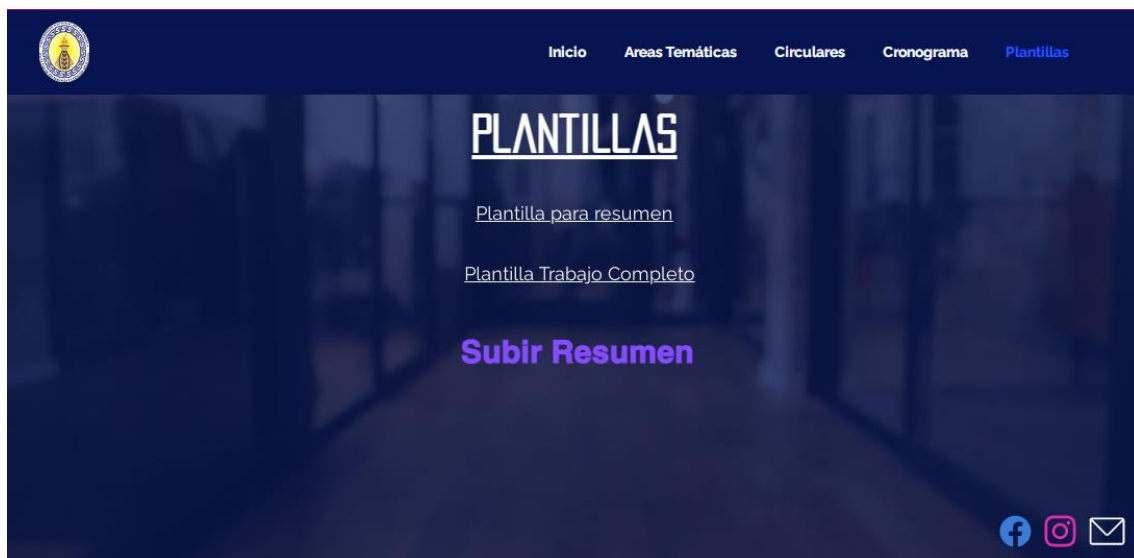 Inicio Areas Temáticas Circulares Cronograma Plantillas
PLANTILLAS
Plantilla para resumen
Plantilla Trabajo Completo
Subir Resumen